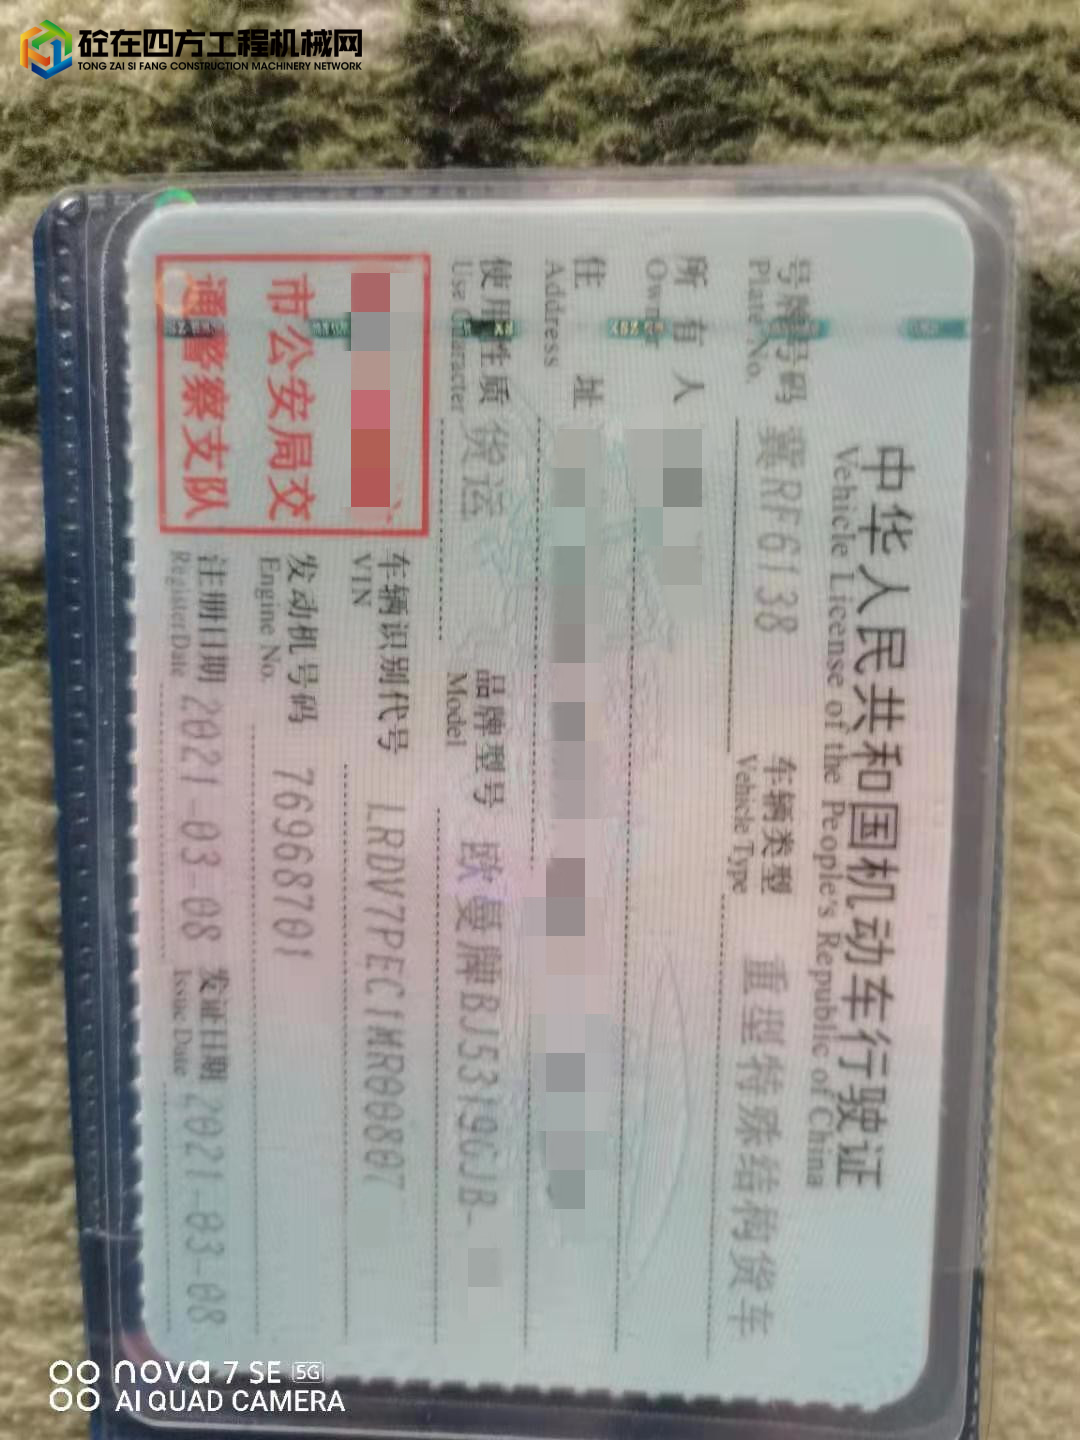 砼在四方工程机械网
TONG ZAI SI FANG CONSTRUCTION MACHINERY NETWORK
中华人民共和国机动车行驶证
Vehicle License of the People's Republic of China
号牌号码 冀RF6138 车辆类型 重型特殊结构货车
Plate No. Vehicle Type
所有人
Owner
住址
Address
使用性质 货运 品牌型号 欧曼牌BJ5319GJB-
Use Character Model
车辆识别代号 LRDV7PEC1MR000807
VIN
市公安局交
通警察支队
发动机号码 76968701
Engine No.
注册日期 2021-03-08 发证日期 2021-03-08
Register Date Issue Date
nova 7 SE 5G
AI QUAD CAMERA